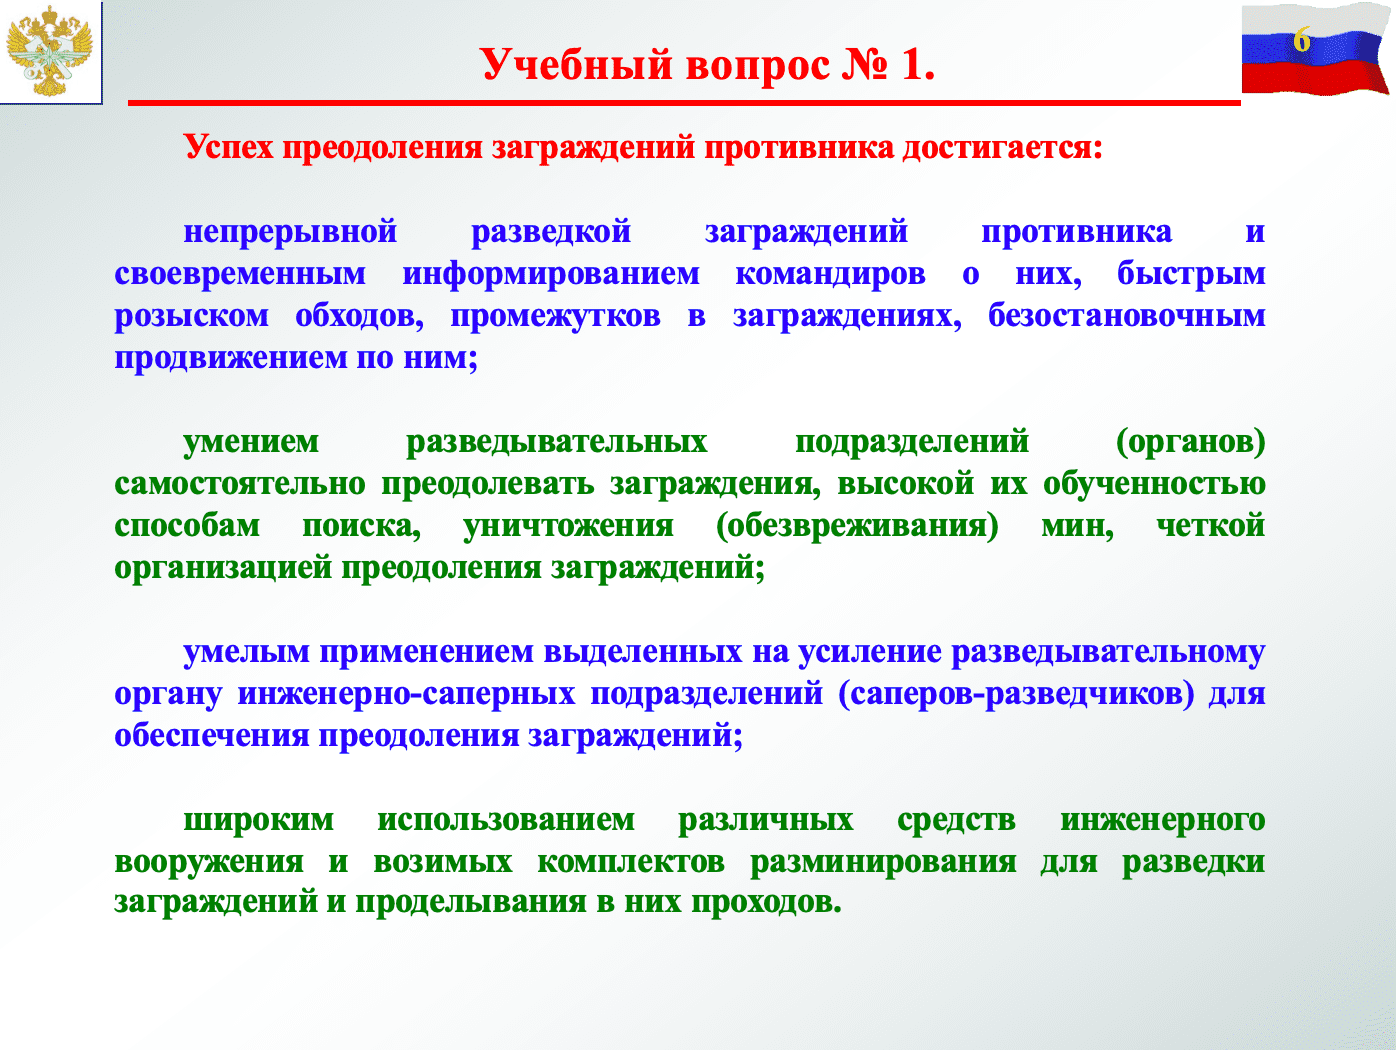 6
Учебный вопрос № 1.
Успех преодоления заграждений противника достигается:
непрерывной разведкой заграждений противника и
своевременным информированием командиров о них, быстрым
розыском обходов, промежутков в заграждениях, безостановочным
продвижением по ним;
умением разведывательных подразделений (органов)
самостоятельно преодолевать заграждения, высокой их обученностью
способам поиска, уничтожения (обезвреживания) мин, четкой
организацией преодоления заграждений;
умелым применением выделенных на усиление разведывательному
органу инженерно-саперных подразделений (саперов-разведчиков) для
обеспечения преодоления заграждений;
широким использованием различных средств инженерного
вооружения и возимых комплектов разминирования для разведки
заграждений и проделывания в них проходов.